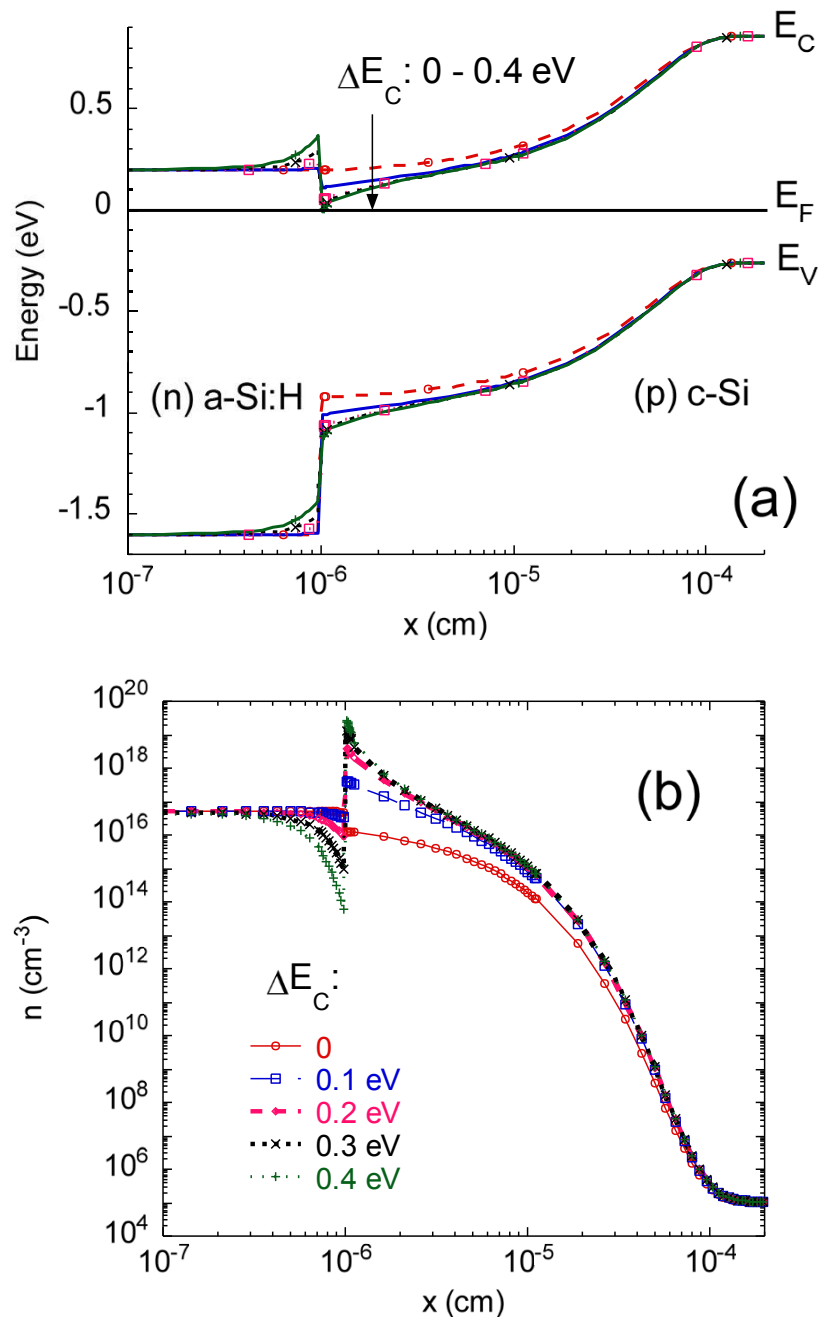 E_C
ΔE_C: 0 - 0.4 eV
0.5
0
E_F
Energy (eV)
-0.5
E_V
-1
(n) a-Si:H
(p) c-Si
-1.5
(a)
10^-7
10^-6
10^-5
10^-4
x (cm)
10^20
10^18
(b)
10^16
10^14
n (cm^-3)
10^12
ΔE_C:
10^10
0
0.1 eV
10^8
0.2 eV
0.3 eV
10^6
0.4 eV
10^4
10^-7
10^-6
10^-5
10^-4
x (cm)